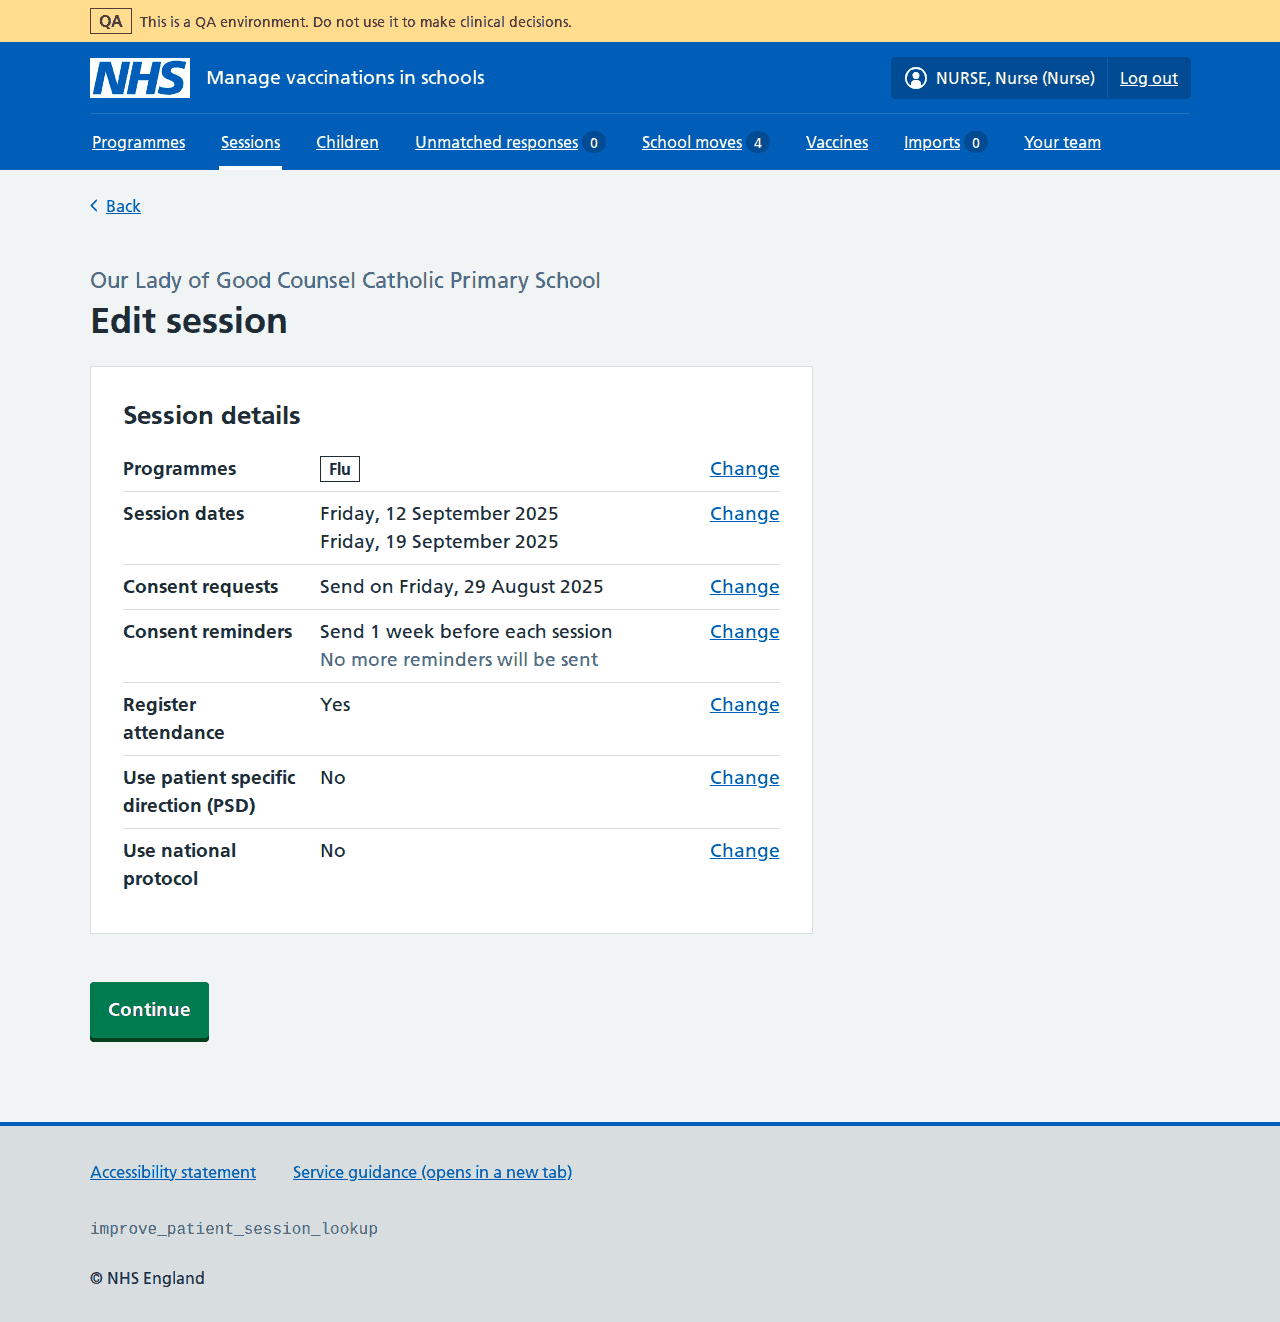 QA This is a QA environment. Do not use it to make clinical decisions.
NHS Manage vaccinations in schools NURSE, Nurse (Nurse) Log out
Programmes Sessions Children Unmatched responses 0 School moves 4 Vaccines Imports 0 Your team
Back
Our Lady of Good Counsel Catholic Primary School
Edit session
Session details
Programmes Flu Change
Session dates Friday, 12 September 2025 Change
Friday, 19 September 2025
Consent requests Send on Friday, 29 August 2025 Change
Consent reminders Send 1 week before each session Change
No more reminders will be sent
Register Yes Change
attendance
Use patient specific No Change
direction (PSD)
Use national No Change
protocol
Continue
Accessibility statement Service guidance (opens in a new tab)
improve_patient_session_lookup
© NHS England